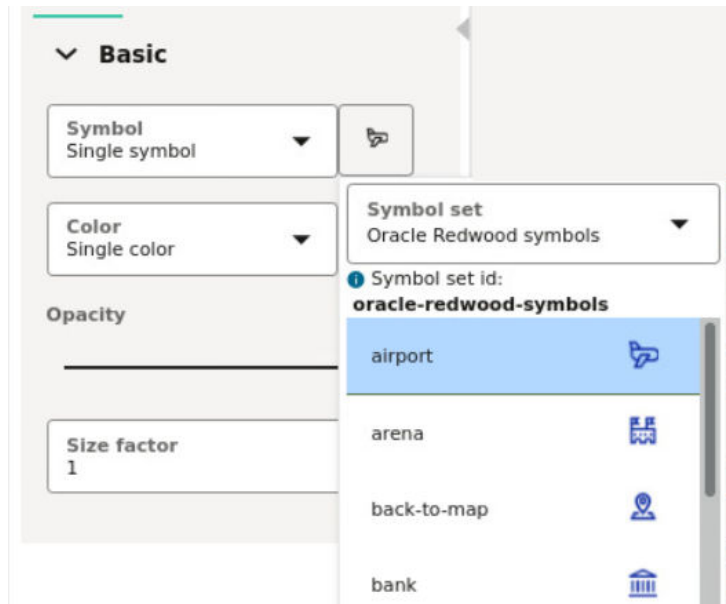 Basic
Symbol
Single symbol
Color
Single color
Opacity
Size factor
1
Symbol set
Oracle Redwood symbols
Symbol set id:
oracle-redwood-symbols
airport
arena
back-to-map
bank